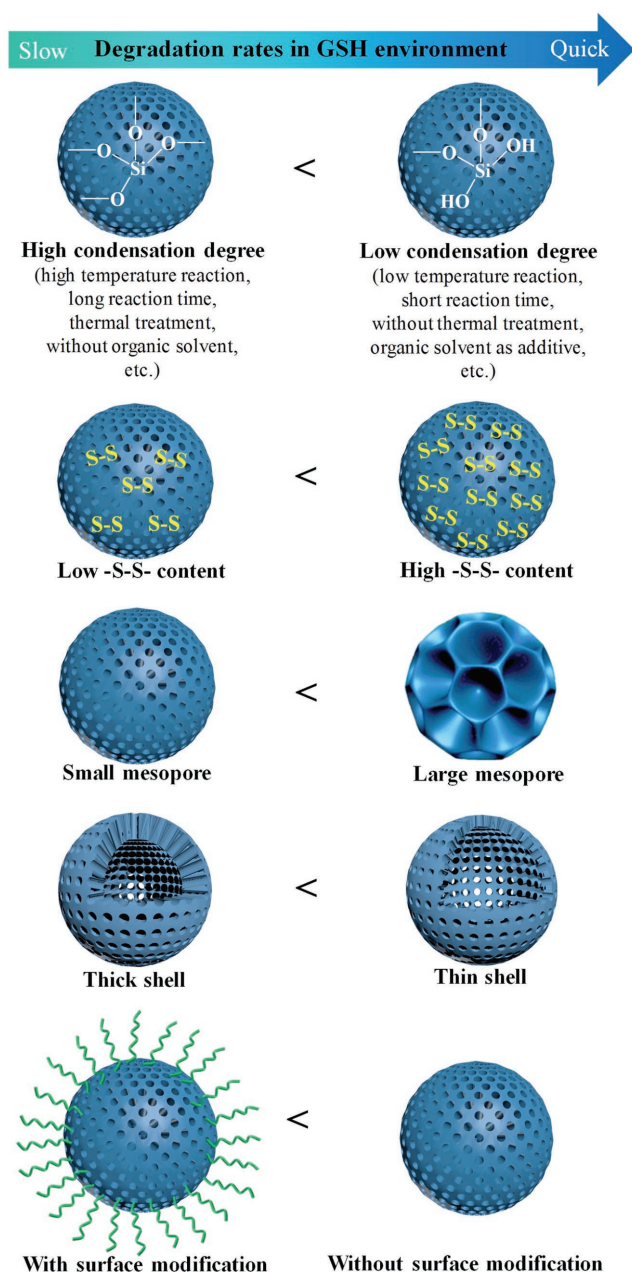 Slow Degradation rates in GSH environment Quick
O
O
O
Si
O
<
O
O
OH
Si
HO
High condensation degree
(high temperature reaction,
long reaction time,
thermal treatment,
without organic solvent,
etc.)
Low condensation degree
(low temperature reaction,
short reaction time,
without thermal treatment,
organic solvent as additive,
etc.)
S-S
S-S
S-S
S-S
S-S
<
S-S
S-S
S-S
S-S
S-S
S-S
S-S
S-S
S-S
S-S
S-S
S-S
Low -S-S- content
High -S-S- content
<
Small mesopore
Large mesopore
<
Thick shell
Thin shell
<
With surface modification
Without surface modification